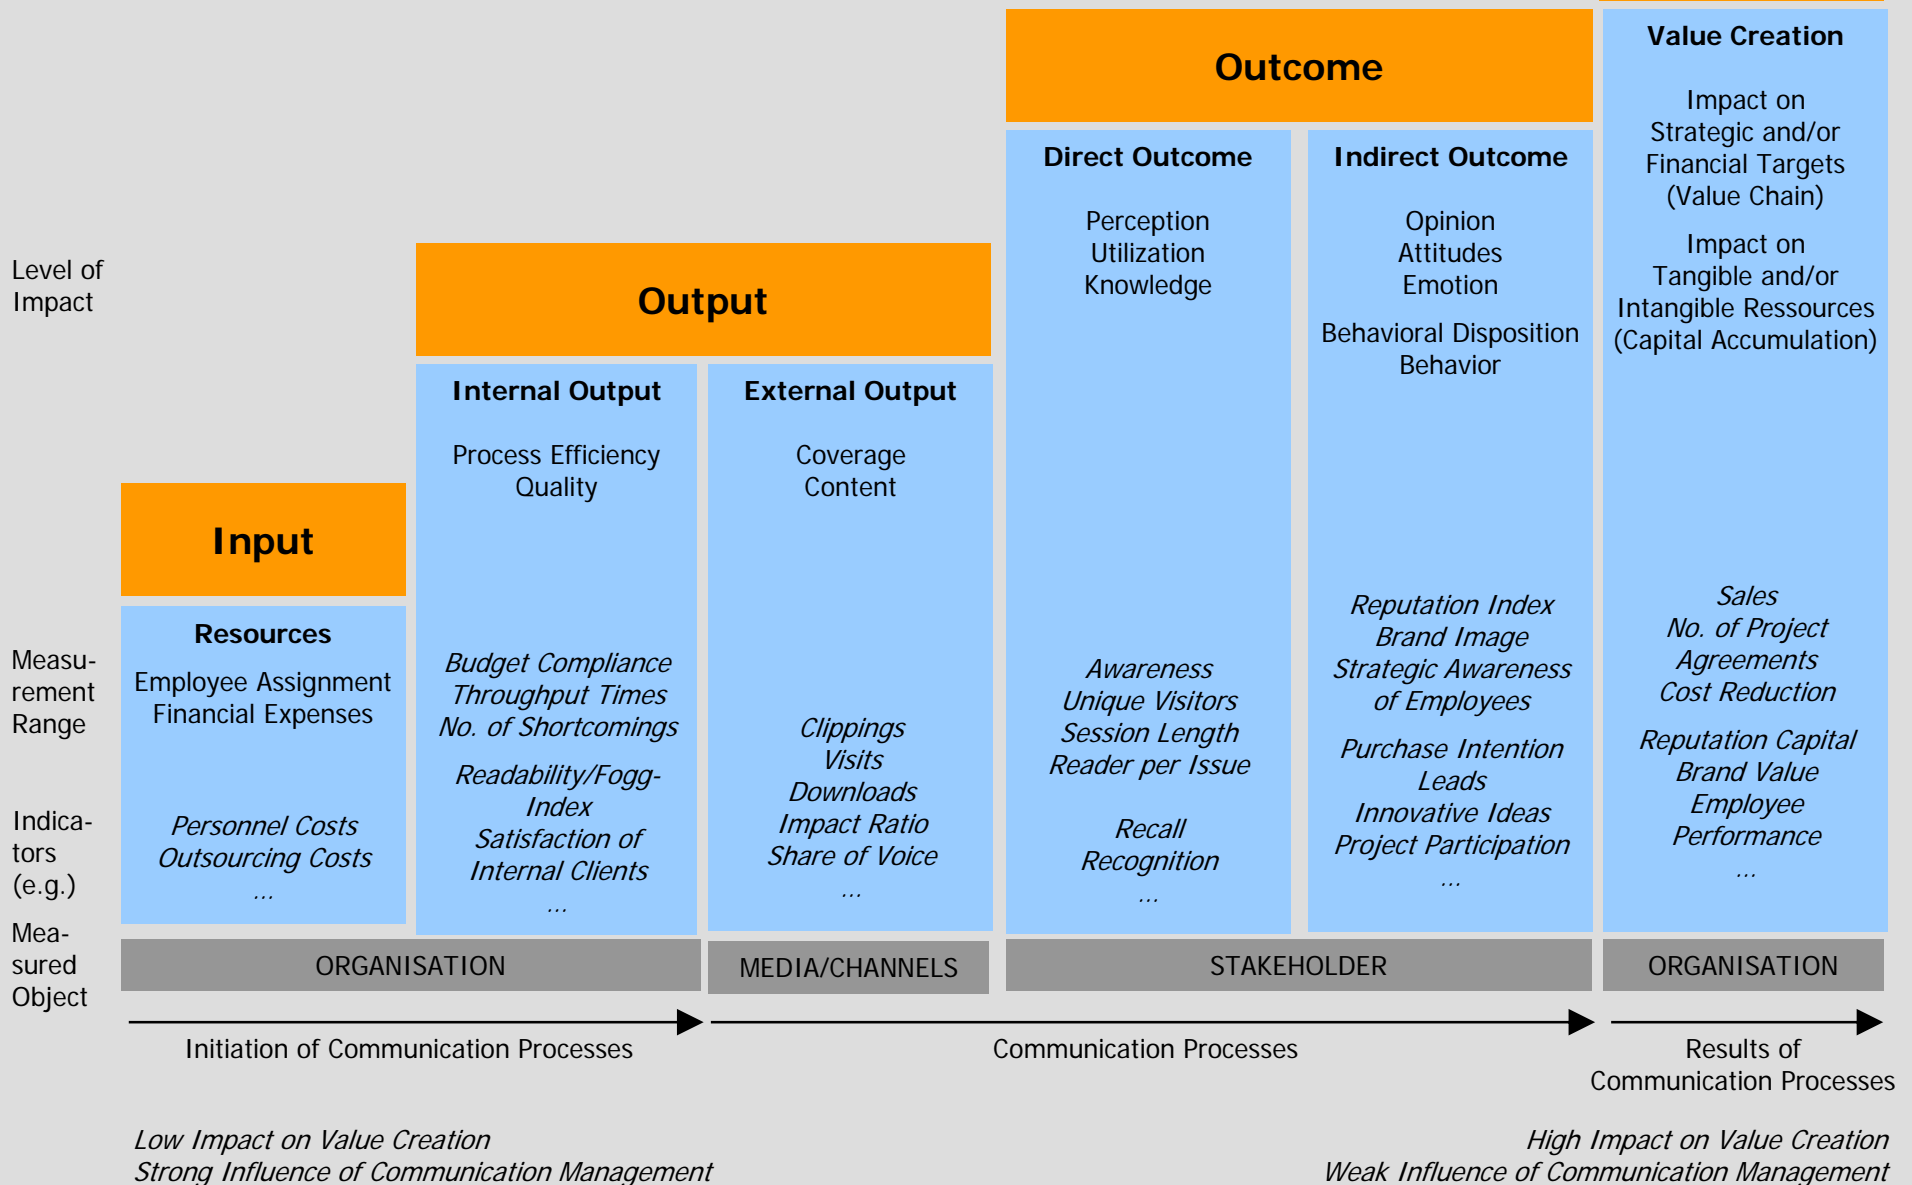 Level of
Impact
Measu-
rement
Range
Indica-
tors
(e.g.)
Mea-
sured
Object
Input
Resources
Employee Assignment
Financial Expenses
Personnel Costs
Outsourcing Costs
...
Output
Internal Output
Process Efficiency
Quality
Budget Compliance
Throughput Times
No. of Shortcomings
Readability/Fogg-
Index
Satisfaction of
Internal Clients
...
External Output
Coverage
Content
Clippings
Visits
Downloads
Impact Ratio
Share of Voice
...
Outcome
Direct Outcome
Perception
Utilization
Knowledge
Awareness
Unique Visitors
Session Length
Reader per Issue
Recall
Recognition
...
Indirect Outcome
Opinion
Attitudes
Emotion
Behavioral Disposition
Behavior
Reputation Index
Brand Image
Strategic Awareness
of Employees
Purchase Intention
Leads
Innovative Ideas
Project Participation
...
Value Creation
Impact on
Strategic and/or
Financial Targets
(Value Chain)
Impact on
Tangible and/or
Intangible Ressources
(Capital Accumulation)
Sales
No. of Project
Agreements
Cost Reduction
Reputation Capital
Brand Value
Employee
Performance
...
ORGANISATION
MEDIA/CHANNELS
STAKEHOLDER
ORGANISATION
Initiation of Communication Processes
Communication Processes
Results of
Communication Processes
Low Impact on Value Creation
Strong Influence of Communication Management
High Impact on Value Creation
Weak Influence of Communication Management